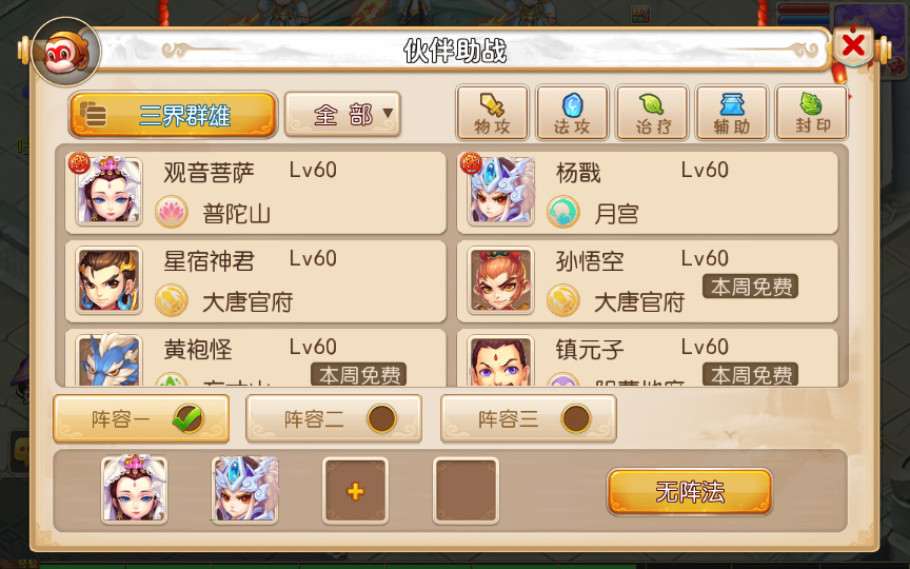 伙伴助战
三界群雄
全部
物攻
法攻
治疗
辅助
封印
观音菩萨 Lv60
普陀山
杨戬 Lv60
月宫
星宿神君 Lv60
大唐官府
孙悟空 Lv60
本周免费
大唐官府
黄袍怪 Lv60
本周免费
镇元子 Lv60
本周免费
阵容一
阵容二
阵容三
无阵法